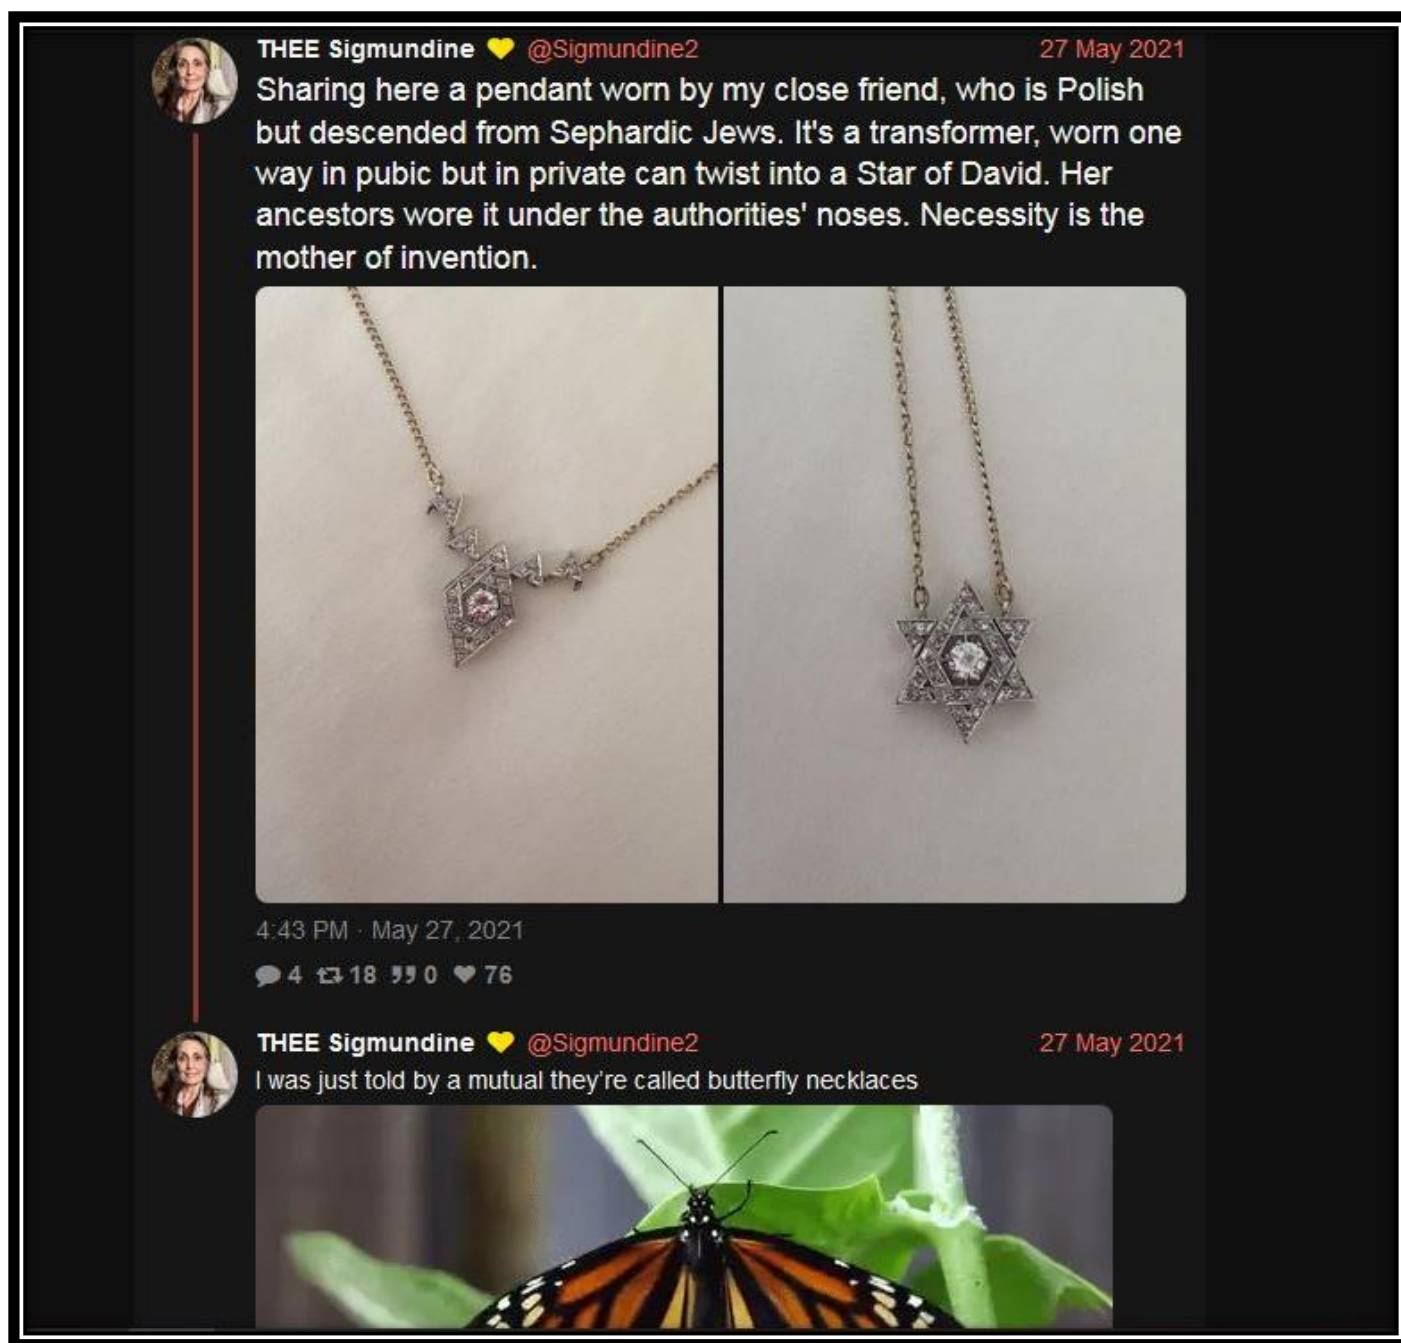 THEE Sigmundine 💛 @Sigmundine2 27 May 2021
Sharing here a pendant worn by my close friend, who is Polish
but descended from Sephardic Jews. It's a transformer, worn one
way in pubic but in private can twist into a Star of David. Her
ancestors wore it under the authorities' noses. Necessity is the
mother of invention.
4:43 PM · May 27, 2021
4 18 0 76
THEE Sigmundine 💛 @Sigmundine2 27 May 2021
I was just told by a mutual they're called butterfly necklaces